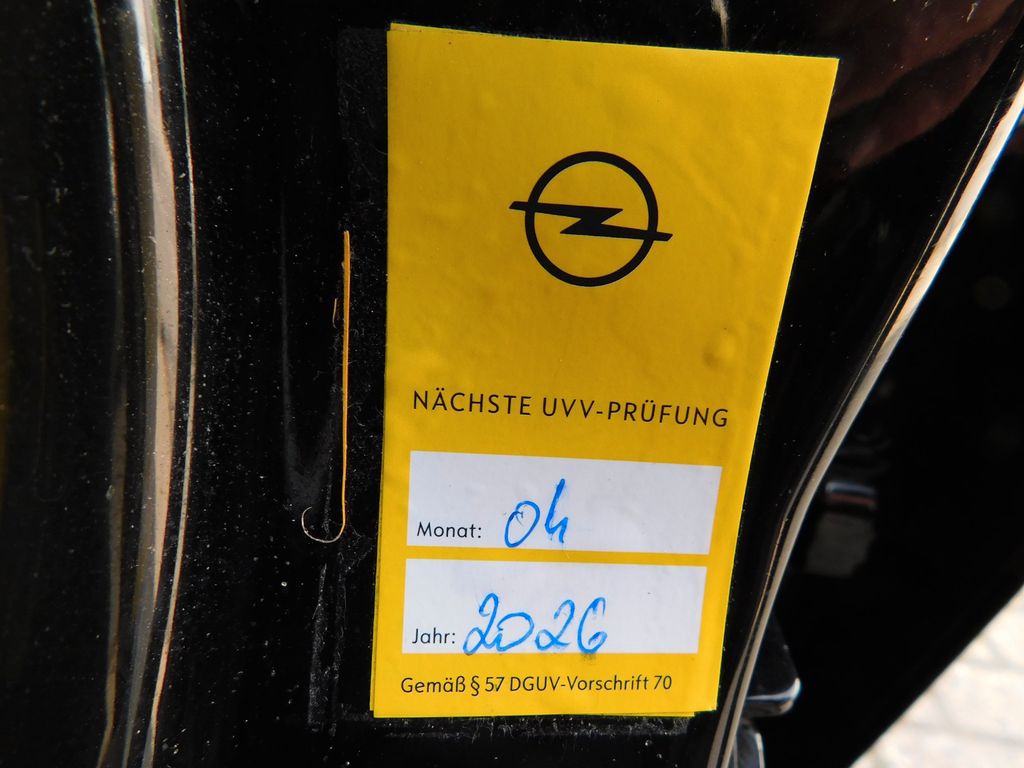 NÄCHSTE UVV-PRÜFUNG
Monat: 04
Jahr: 2026
Gemäß § 57 DGUV-Vorschrift 70